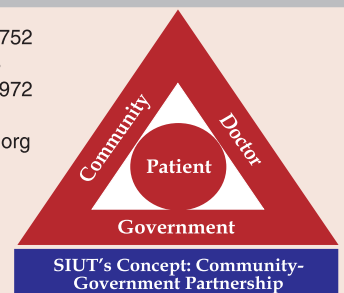 752
972
org
Community
Doctor
Patient
Government
SIUT's Concept: Community-
Government Partnership